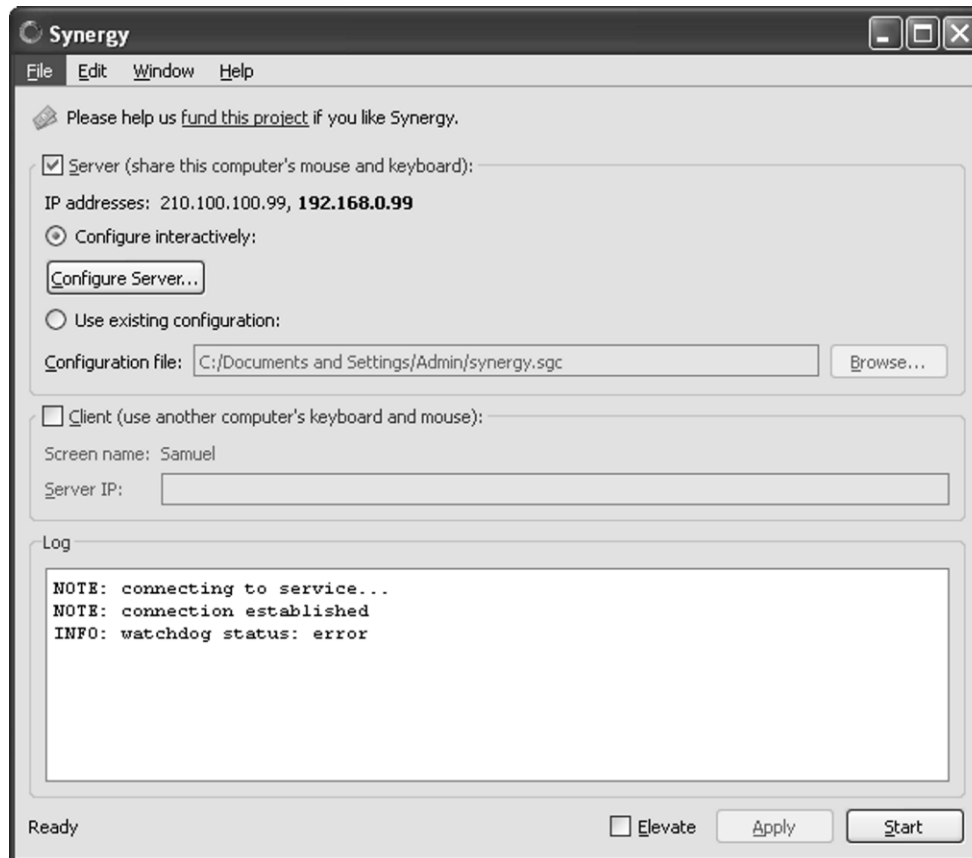 Synergy
File Edit Window Help
Please help us fund this project if you like Synergy.
Server (share this computer's mouse and keyboard):
IP addresses: 210.100.100.99, 192.168.0.99
Configure interactively:
Configure Server...
Use existing configuration:
Configuration file: C:/Documents and Settings/Admin/synergy.sgc Browse...
Client (use another computer's keyboard and mouse):
Screen name: Samuel
Server IP:
Log
NOTE: connecting to service...
NOTE: connection established
INFO: watchdog status: error
Ready Elevate Apply Start